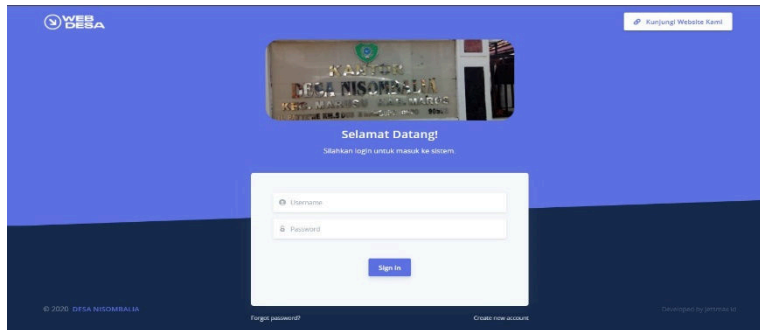 WEB
DESA
Kunjungi Website Kami
KANTOR
DESA NISOMBALIA
Selamat Datang!
Silahkan login untuk masuk ke sistem.
Username
Password
Sign In
Forgot password?
Create new account
© 2020 DESA NISOMBALIA
Developed by